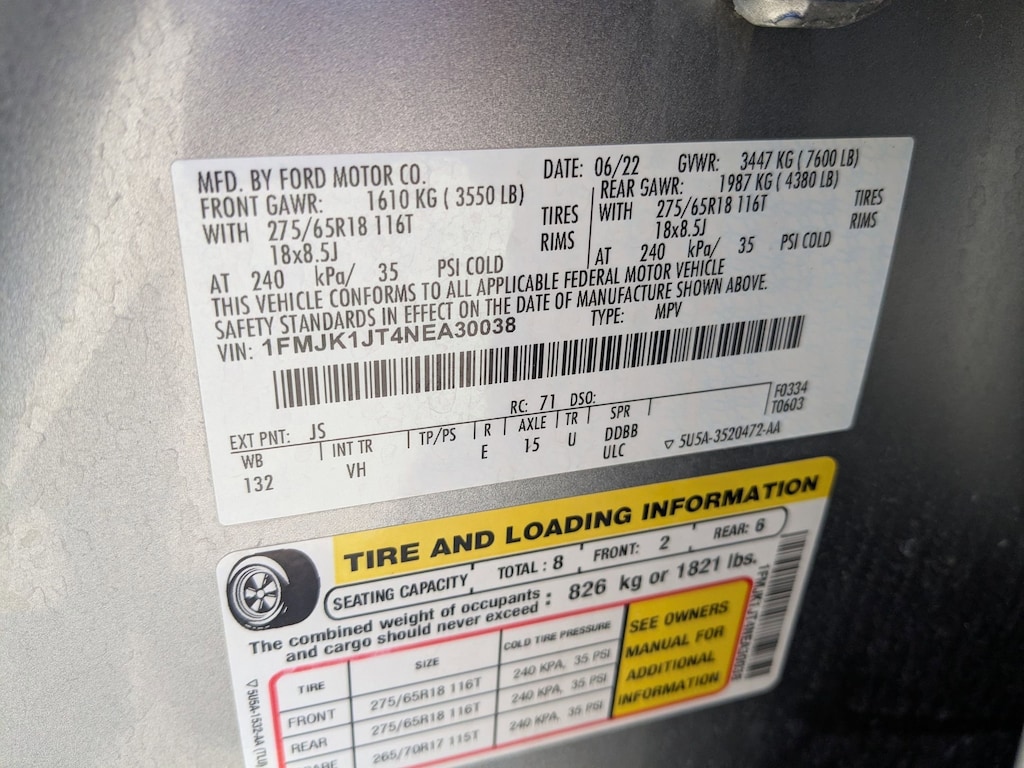 MFD. BY FORD MOTOR CO. DATE: 06/22 GVWR: 3447 KG ( 7600 LB)
FRONT GAWR: 1610 KG ( 3550 LB) REAR GAWR: 1987 KG ( 4380 LB)
WITH 275/65R18 116T TIRES WITH 275/65R18 116T TIRES
18x8.5J RIMS 18x8.5J RIMS
AT 240 kPa/ 35 PSI COLD AT 240 kPa/ 35 PSI COLD
THIS VEHICLE CONFORMS TO ALL APPLICABLE FEDERAL MOTOR VEHICLE
SAFETY STANDARDS IN EFFECT ON THE DATE OF MANUFACTURE SHOWN ABOVE.
VIN: 1FMJK1JT4NEA30038 TYPE: MPV
EXT PNT: JS RC: 71 DSO: F0334
WB INT TR TP/PS R AXLE TR SPR T0603
132 VH E 15 U DDBB
ULC ▽ 5U5A-3520472-AA
TIRE AND LOADING INFORMATION
SEATING CAPACITY TOTAL : 8 FRONT: 2 REAR: 6
The combined weight of occupants
and cargo should never exceed : 826 kg or 1821 lbs.
TIRE SIZE COLD TIRE PRESSURE
FRONT 275/65R18 116T 240 KPA, 35 PSI
REAR 275/65R18 116T 240 KPA, 35 PSI
265/70R17 115T 240 KPA, 35 PSI
SEE OWNERS
MANUAL FOR
ADDITIONAL
INFORMATION
1FMJK1JT4NEA30038